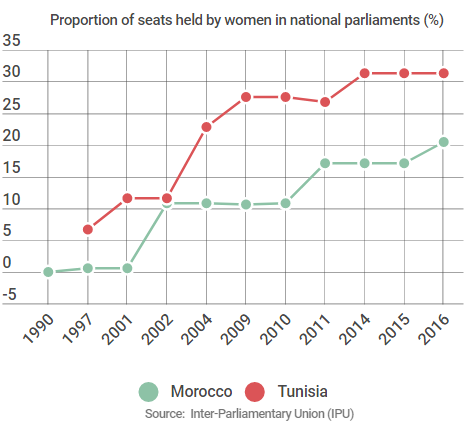 Proportion of seats held by women in national parliaments (%)
35
30
25
20
15
10
5
0
-5
1990 1997 2001 2002 2004 2009 2010 2011 2014 2015 2016
Morocco Tunisia
Source: Inter-Parliamentary Union (IPU)